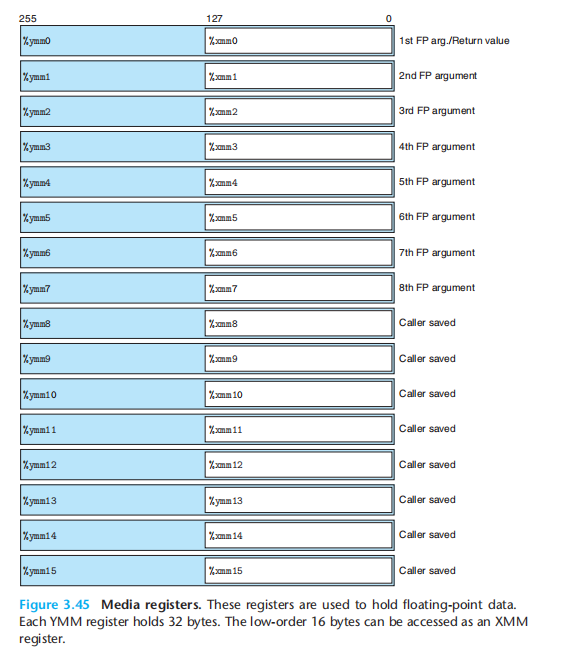 255 127 0
%ymm0 %xmm0 1st FP arg./Return value
%ymm1 %xmm1 2nd FP argument
%ymm2 %xmm2 3rd FP argument
%ymm3 %xmm3 4th FP argument
%ymm4 %xmm4 5th FP argument
%ymm5 %xmm5 6th FP argument
%ymm6 %xmm6 7th FP argument
%ymm7 %xmm7 8th FP argument
%ymm8 %xmm8 Caller saved
%ymm9 %xmm9 Caller saved
%ymm10 %xmm10 Caller saved
%ymm11 %xmm11 Caller saved
%ymm12 %xmm12 Caller saved
%ymm13 %ymm13 Caller saved
%ymm14 %xmm14 Caller saved
%ymm15 %xmm15 Caller saved
Figure 3.45 Media registers. These registers are used to hold floating-point data.
Each YMM register holds 32 bytes. The low-order 16 bytes can be accessed as an XMM
register.